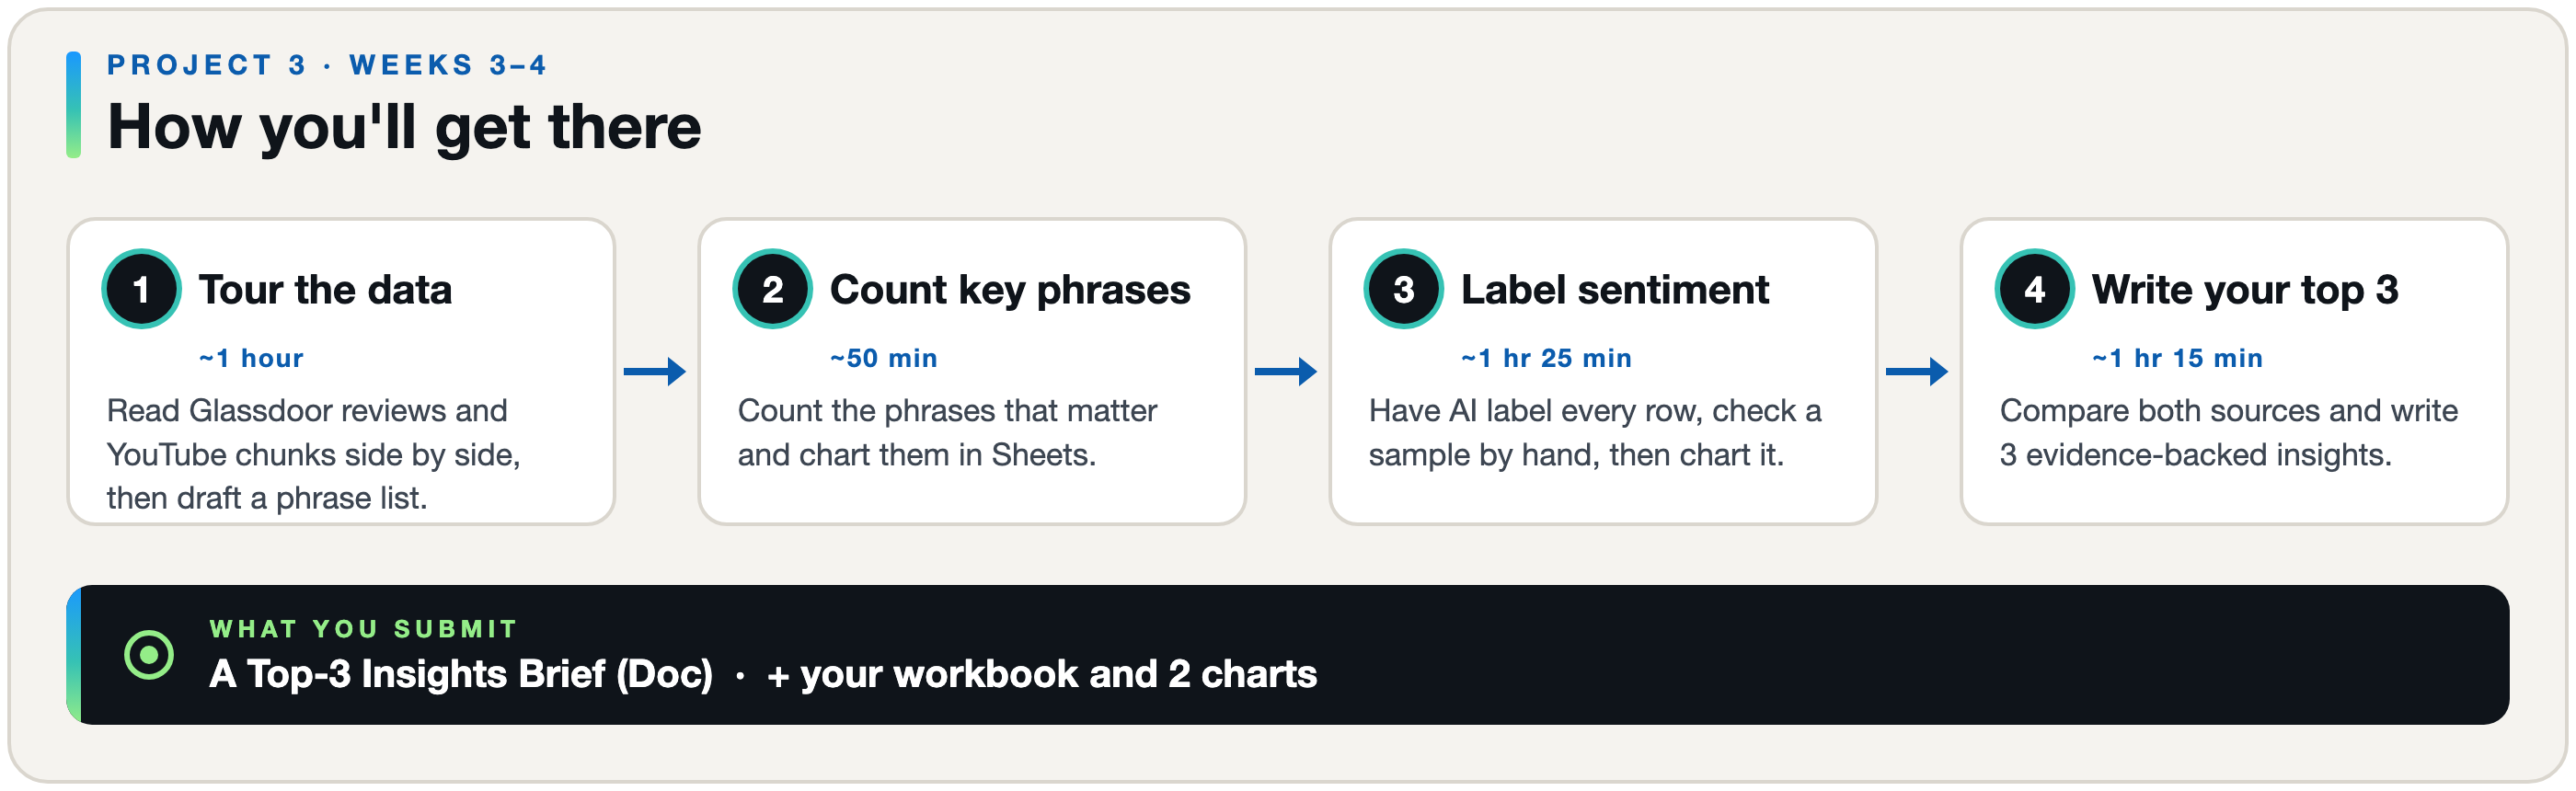 PROJECT 3 · WEEKS 3–4
How you'll get there
1 Tour the data
~1 hour
Read Glassdoor reviews and
YouTube chunks side by side,
then draft a phrase list.
2 Count key phrases
~50 min
Count the phrases that matter
and chart them in Sheets.
3 Label sentiment
~1 hr 25 min
Have AI label every row, check a
sample by hand, then chart it.
4 Write your top 3
~1 hr 15 min
Compare both sources and write
3 evidence-backed insights.
WHAT YOU SUBMIT
A Top-3 Insights Brief (Doc) · + your workbook and 2 charts